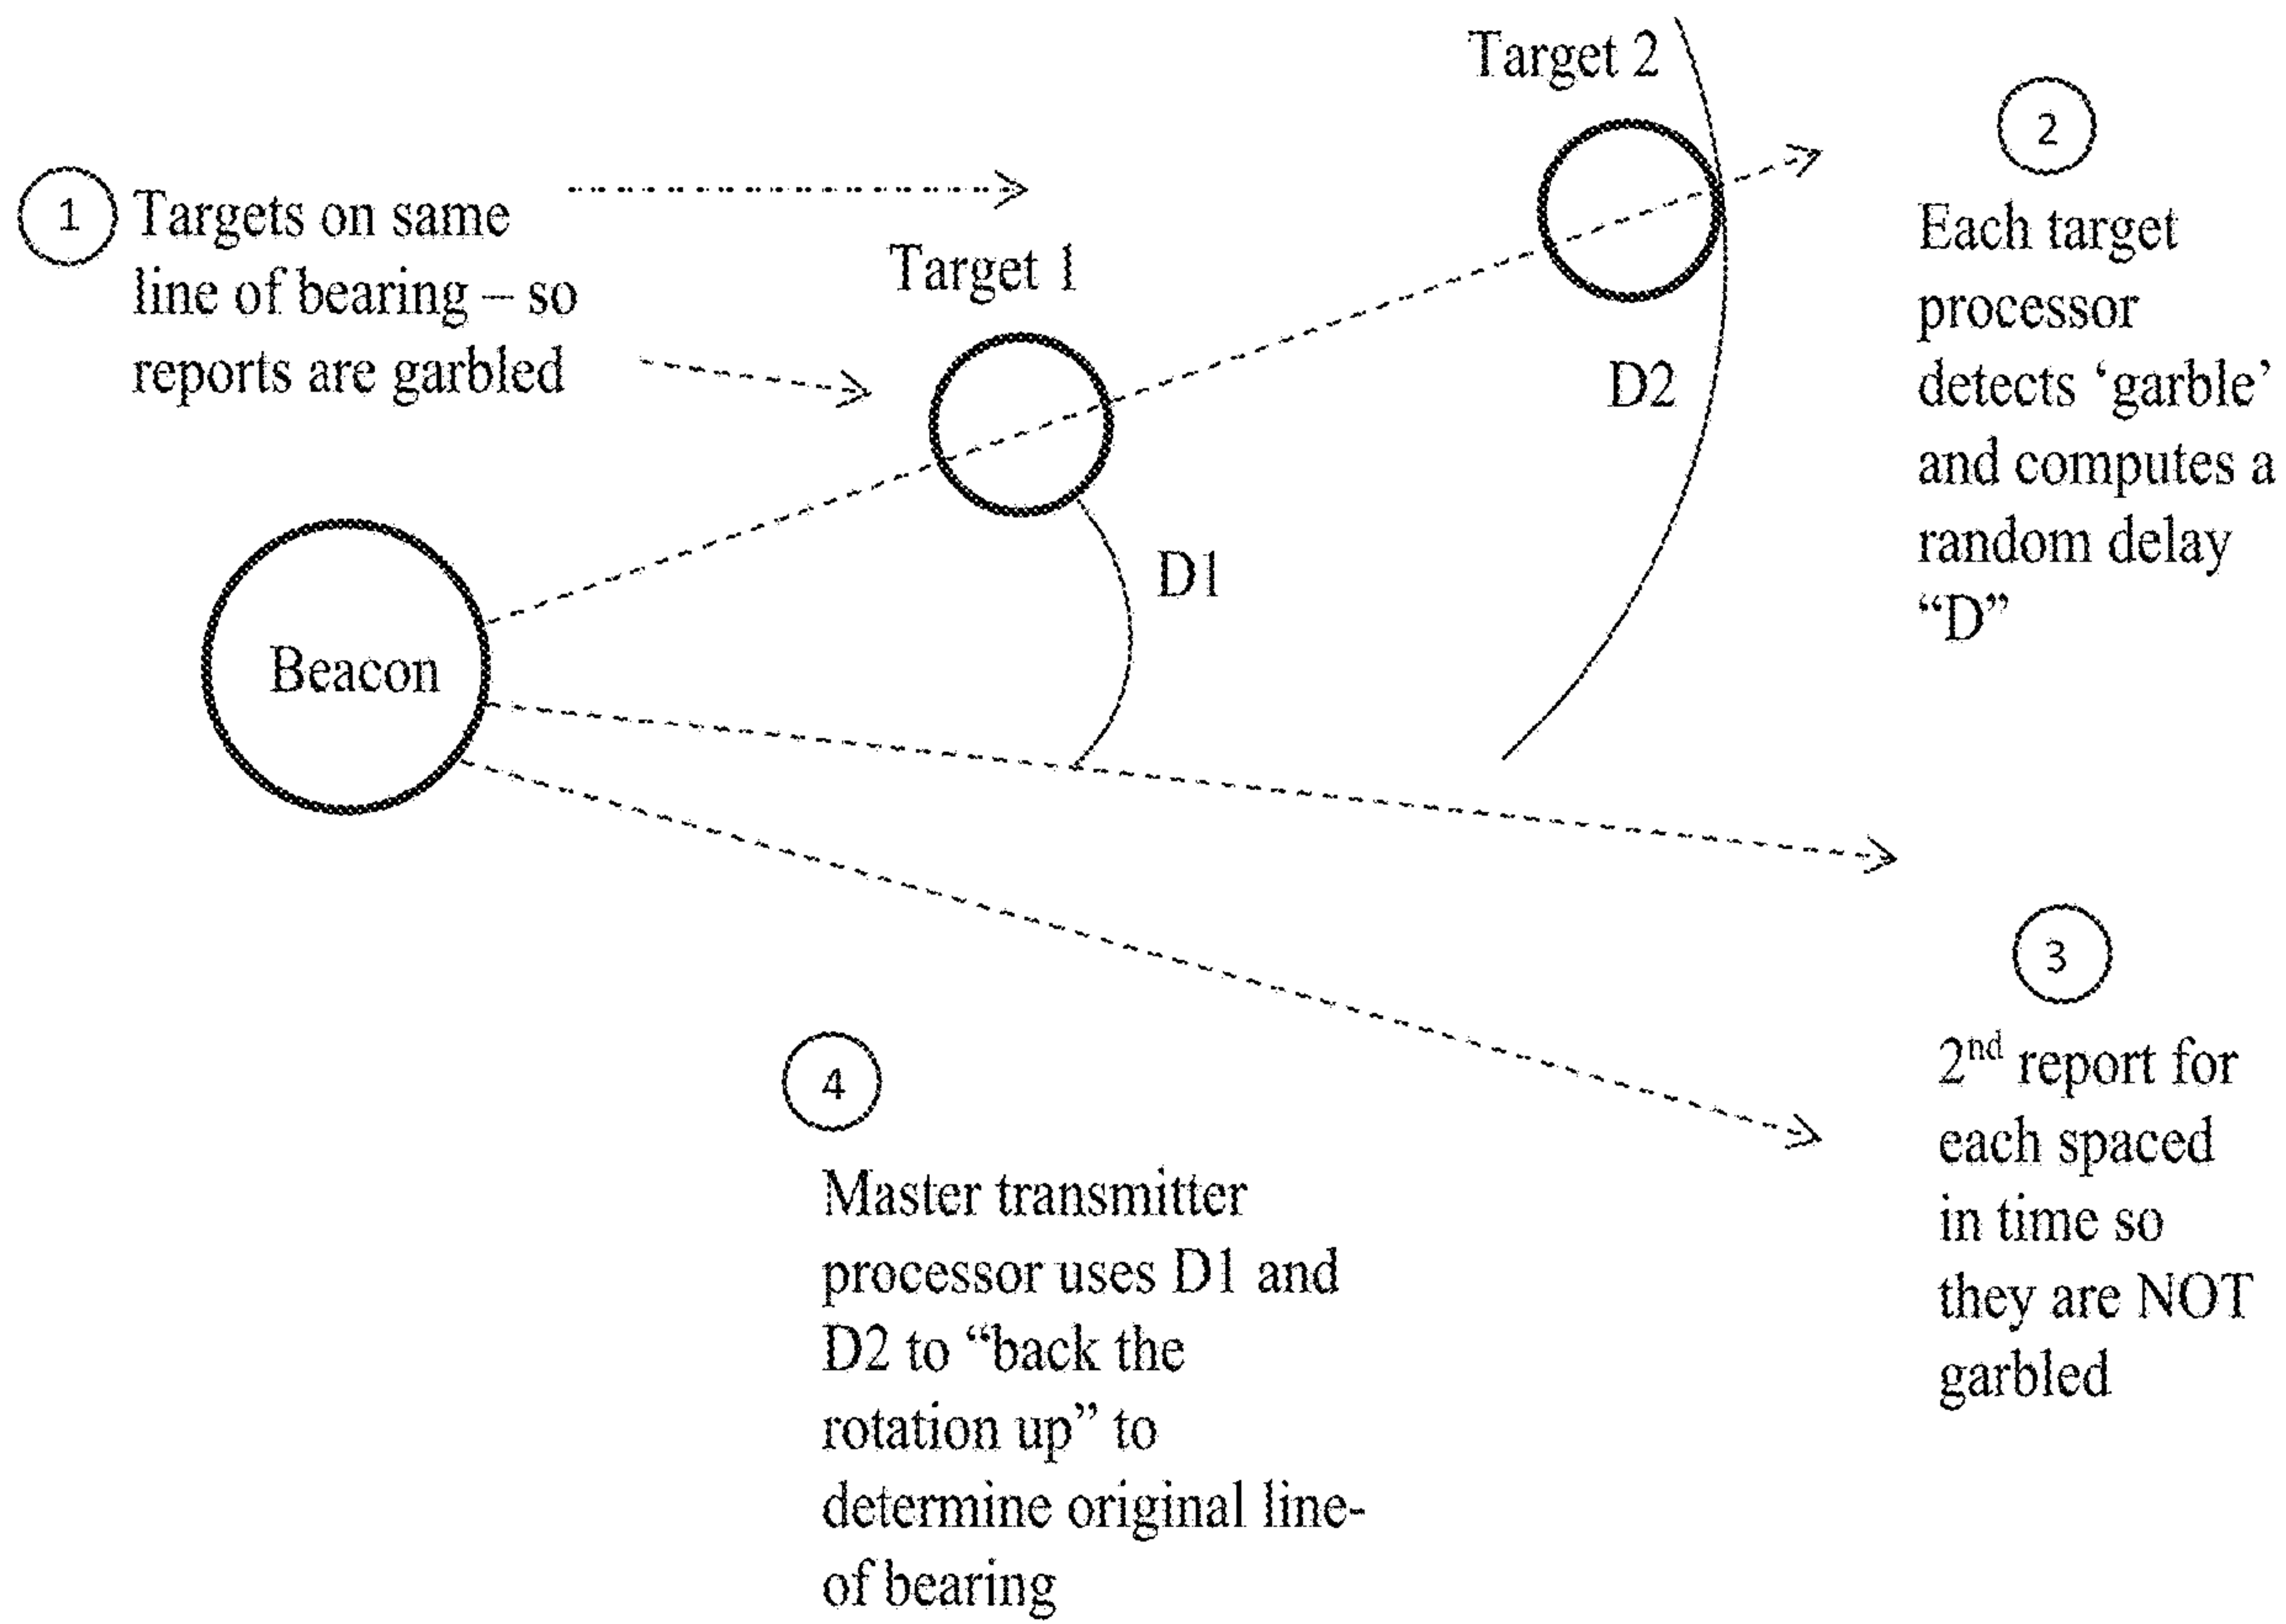 Target 2
2
1
Targets on same
line of bearing – so
reports are garbled
Target 1
Each target
processor
detects ‘garble’
and computes a
random delay
“D”
D2
D1
Beacon
3
2nd report for
each spaced
in time so
they are NOT
garbled
4
Master transmitter
processor uses D1 and
D2 to “back the
rotation up” to
determine original line-
of bearing